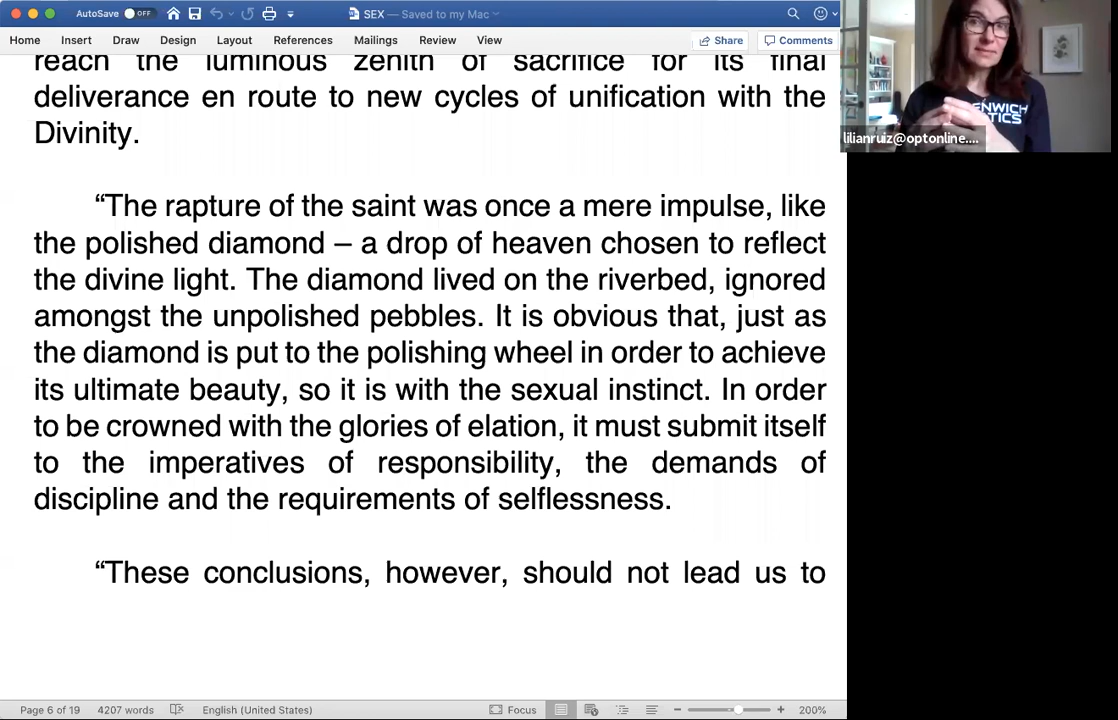 AutoSave OFF SEX — Saved to my Mac
Home Insert Draw Design Layout References Mailings Review View Share Comments
reach the luminous zenith of sacrifice for its final
deliverance en route to new cycles of unification with the
Divinity.
“The rapture of the saint was once a mere impulse, like
the polished diamond – a drop of heaven chosen to reflect
the divine light. The diamond lived on the riverbed, ignored
amongst the unpolished pebbles. It is obvious that, just as
the diamond is put to the polishing wheel in order to achieve
its ultimate beauty, so it is with the sexual instinct. In order
to be crowned with the glories of elation, it must submit itself
to the imperatives of responsibility, the demands of
discipline and the requirements of selflessness.
“These conclusions, however, should not lead us to
Page 6 of 19 4207 words English (United States) Focus 200%
lilianruiz@optonline....